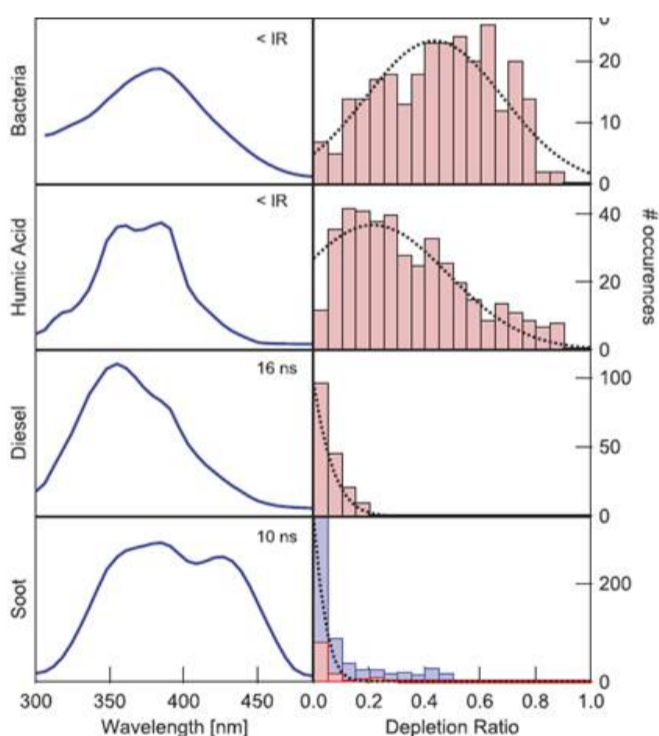 Bacteria
< IR
0
20
10
0
Humic Acid
< IR
40
20
0
# occurences
Diesel
16 ns
100
50
0
Soot
10 ns
200
0
300 350 400 450 0.0 0.2 0.4 0.6 0.8 1.0
Wavelength [nm] Depletion Ratio